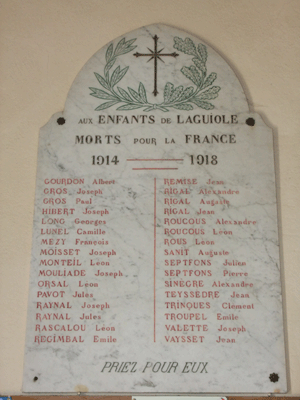 AUX ENFANTS DE LAGUIOLE
MORTS POUR LA FRANCE
1914 1918
GOURDON Albert
GROS Joseph
GROS Paul
HIBERT Joseph
LONG Georges
LUNEL Camille
MEZY François
MOISSET Joseph
MONTEIL Léon
MOULIADE Joseph
ORSAL Léon
PAVOT Jules
RAYNAL Joseph
RAYNAL Jules
RASCALOU Léon
REGIMBAL Emile
REMISE Jean
RIGAL Alexandre
RIGAL Auguste
RIGAL Jean
ROUCOUS Alexandre
ROUCOUS Léon
ROUS Léon
SANIT Auguste
SEPTFONS Julien
SEPTFONS Pierre
SINEGRE Alexandre
TEYSSEDRE Jean
TRINQUES Clément
TROUPEL Emile
VALETTE Joseph
VAYSSET Jean
PRIEZ POUR EUX